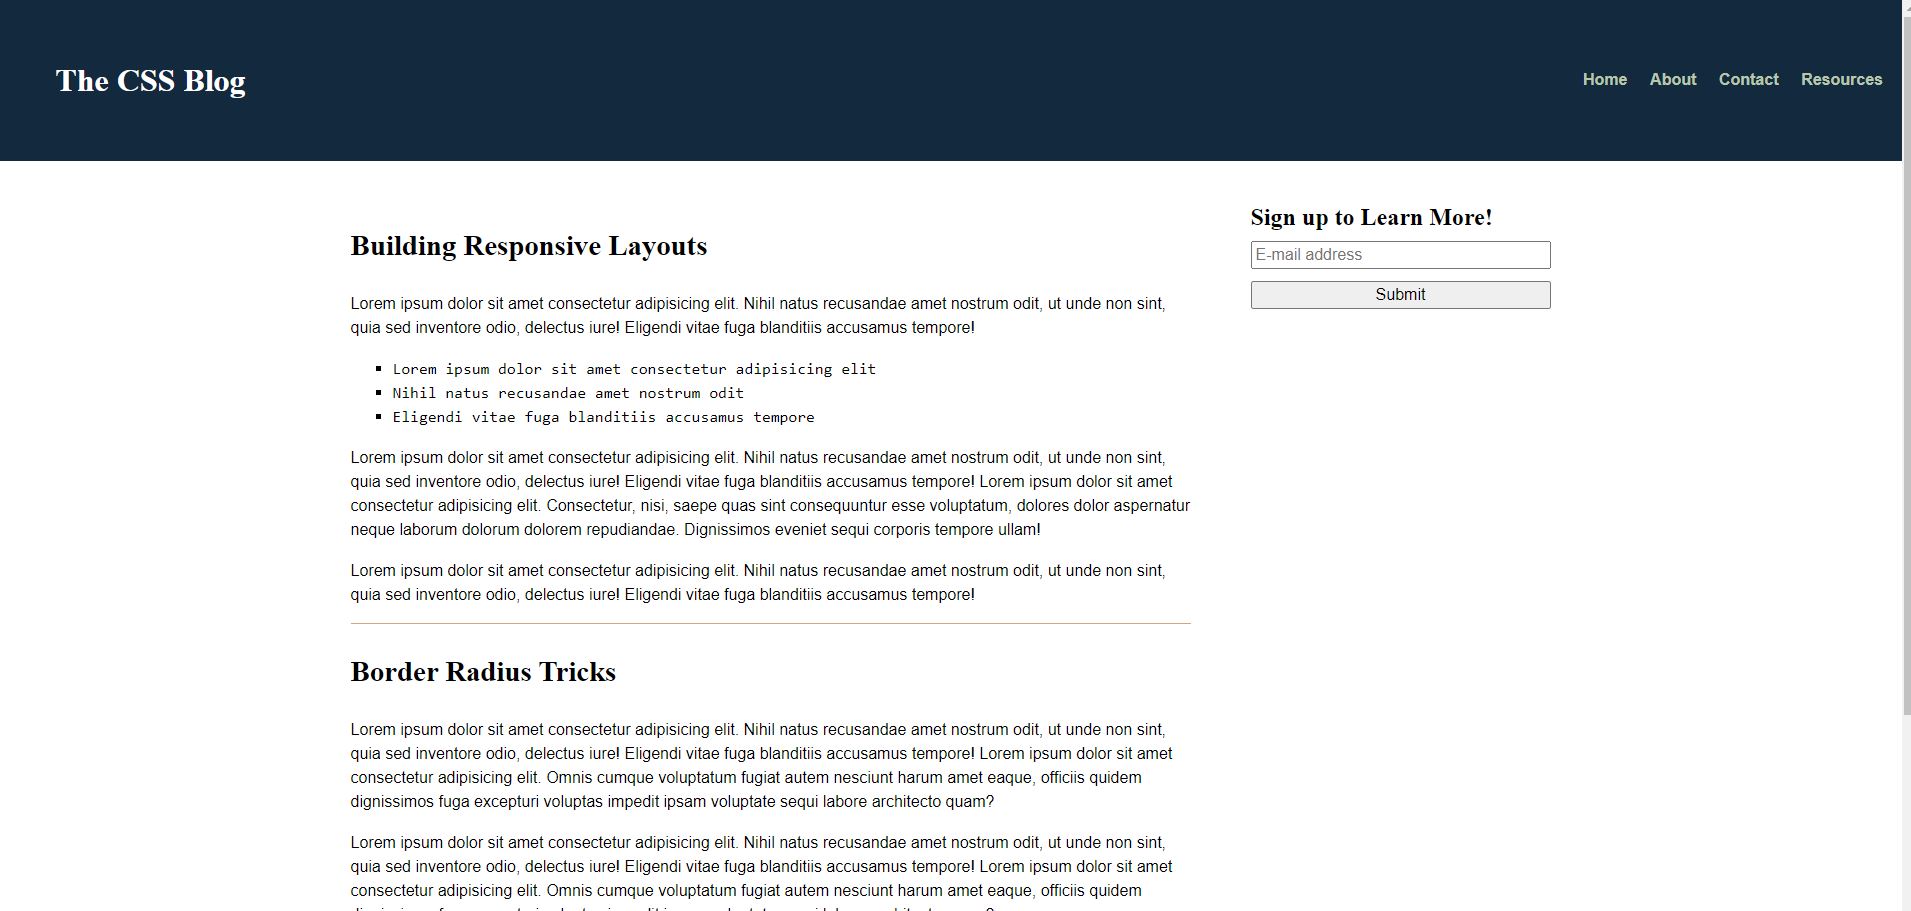 The CSS Blog
Home About Contact Resources
Building Responsive Layouts
Lorem ipsum dolor sit amet consectetur adipisicing elit. Nihil natus recusandae amet nostrum odit, ut unde non sint,
quia sed inventore odio, delectus iure! Eligendi vitae fuga blanditiis accusamus tempore!
Lorem ipsum dolor sit amet consectetur adipisicing elit
Nihil natus recusandae amet nostrum odit
Eligendi vitae fuga blanditiis accusamus tempore
Lorem ipsum dolor sit amet consectetur adipisicing elit. Nihil natus recusandae amet nostrum odit, ut unde non sint,
quia sed inventore odio, delectus iure! Eligendi vitae fuga blanditiis accusamus tempore! Lorem ipsum dolor sit amet
consectetur adipisicing elit. Consectetur, nisi, saepe quas sint consequuntur esse voluptatum, dolores dolor aspernatur
neque laborum dolorum dolorem repudiandae. Dignissimos eveniet sequi corporis tempore ullam!
Lorem ipsum dolor sit amet consectetur adipisicing elit. Nihil natus recusandae amet nostrum odit, ut unde non sint,
quia sed inventore odio, delectus iure! Eligendi vitae fuga blanditiis accusamus tempore!
Border Radius Tricks
Lorem ipsum dolor sit amet consectetur adipisicing elit. Nihil natus recusandae amet nostrum odit, ut unde non sint,
quia sed inventore odio, delectus iure! Eligendi vitae fuga blanditiis accusamus tempore! Lorem ipsum dolor sit amet
consectetur adipisicing elit. Omnis cumque voluptatum fugiat autem nesciunt harum amet eaque, officiis quidem
dignissimos fuga excepturi voluptas impedit ipsam voluptate sequi labore architecto quam?
Lorem ipsum dolor sit amet consectetur adipisicing elit. Nihil natus recusandae amet nostrum odit, ut unde non sint,
quia sed inventore odio, delectus iure! Eligendi vitae fuga blanditiis accusamus tempore! Lorem ipsum dolor sit amet
consectetur adipisicing elit. Omnis cumque voluptatum fugiat autem nesciunt harum amet eaque, officiis quidem
Sign up to Learn More!
E-mail address
Submit